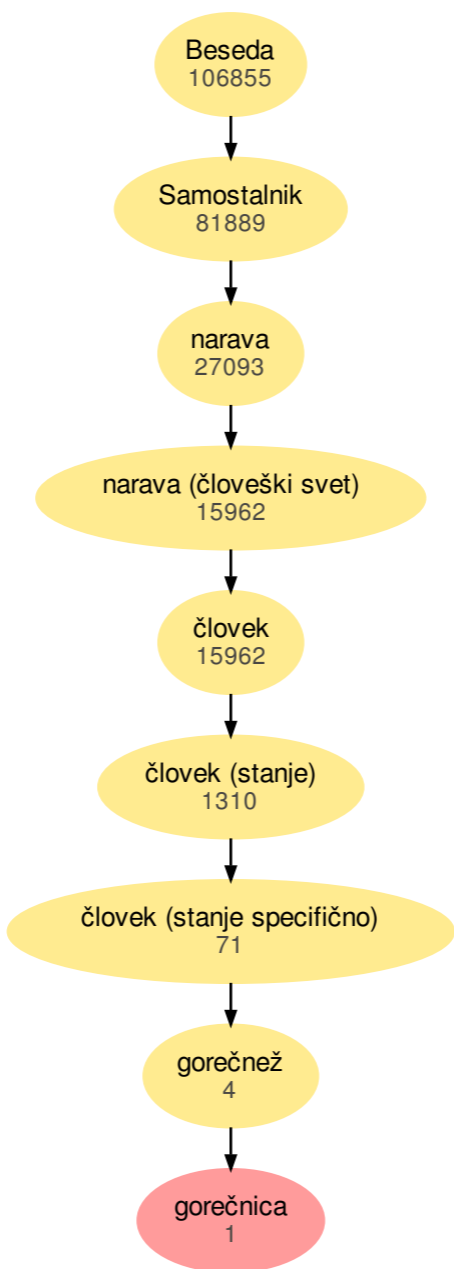 Beseda
106855
Samostalnik
81889
narava
27093
narava (človeški svet)
15962
človek
15962
človek (stanje)
1310
človek (stanje specifično)
71
gorečnež
4
gorečnica
1